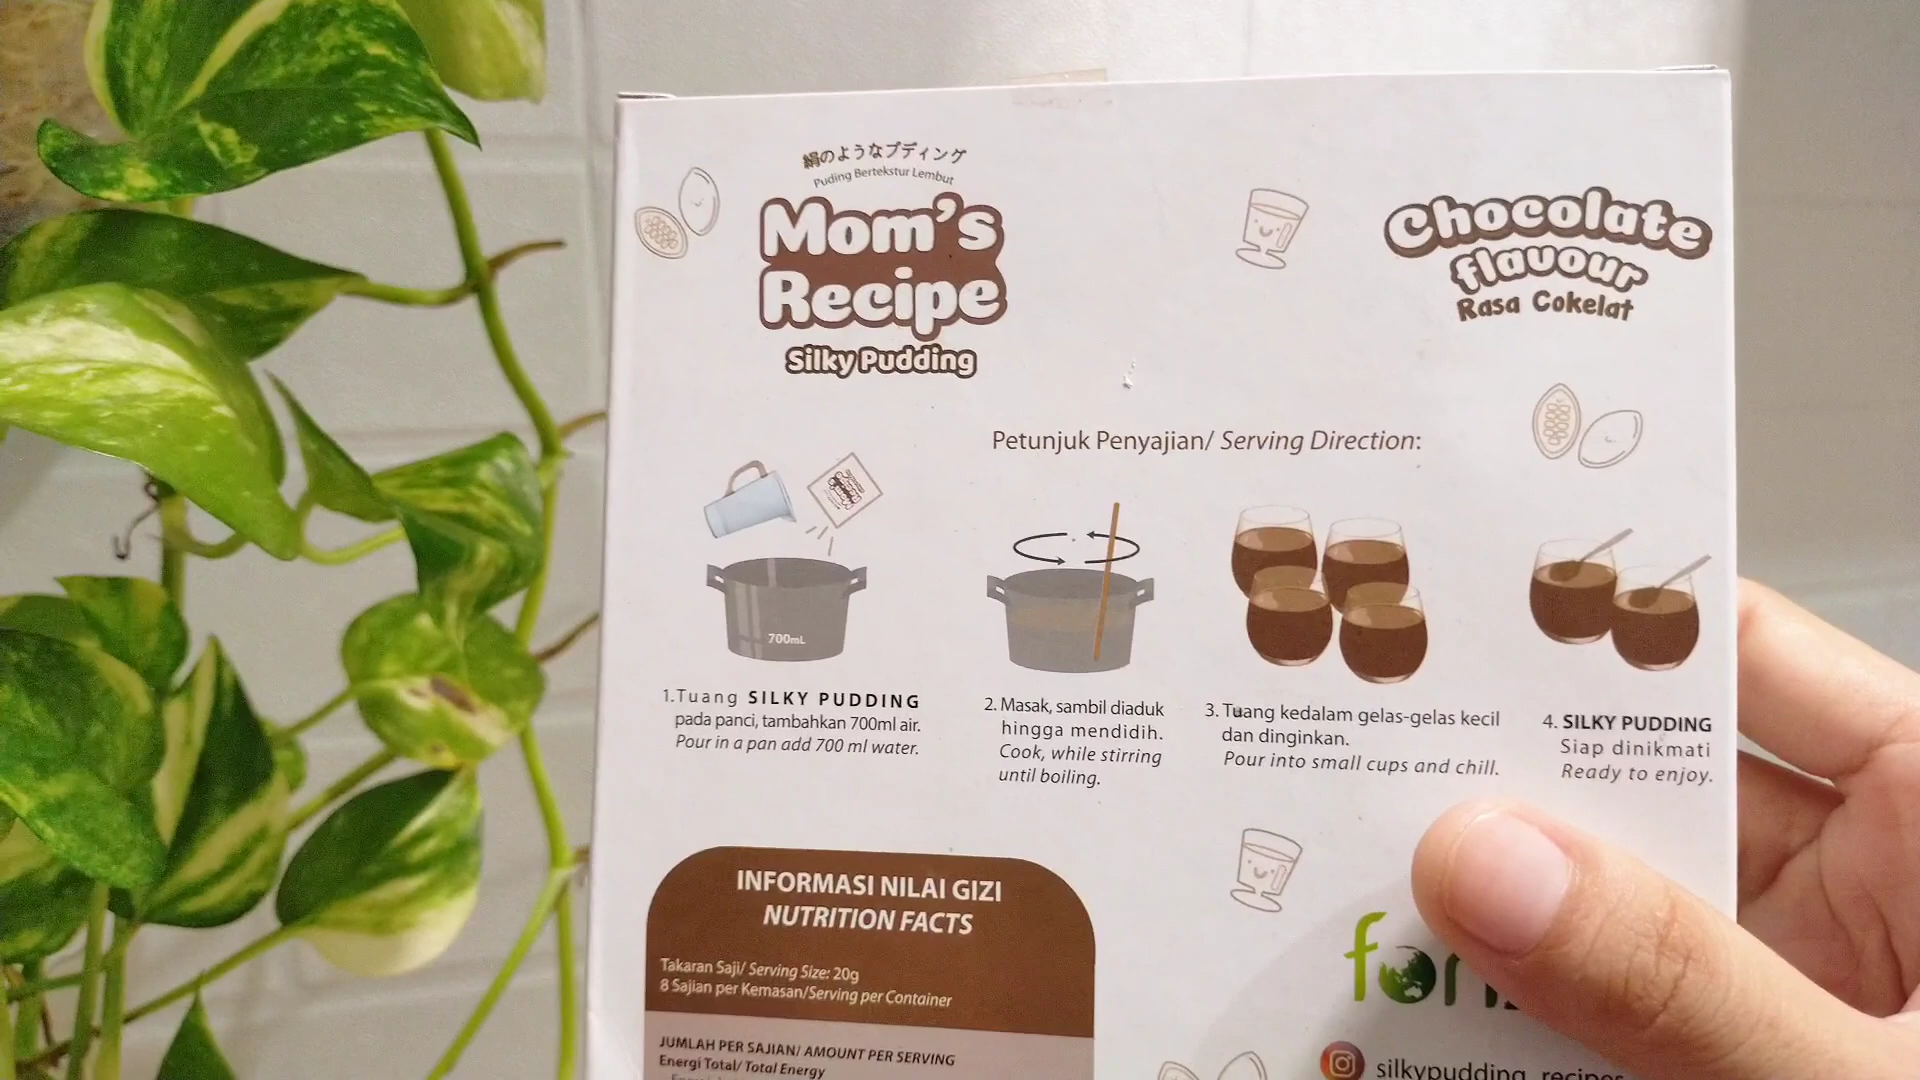 絹のようなプディング
Puding Bertekstur Lembut
Mom's
Recipe
Silky Pudding
Chocolate
flavour
Rasa Cokelat
Petunjuk Penyajian/ Serving Direction:
700mL
1.Tuang SILKY PUDDING
pada panci, tambahkan 700ml air.
Pour in a pan add 700 ml water.
2. Masak, sambil diaduk
hingga mendidih.
Cook, while stirring
until boiling.
3. Tuang kedalam gelas-gelas kecil
dan dinginkan.
Pour into small cups and chill.
4. SILKY PUDDING
Siap dinikmati
Ready to enjoy.
INFORMASI NILAI GIZI
NUTRITION FACTS
Takaran Saji/ Serving Size: 20g
8 Sajian per Kemasan/Serving per Container
JUMLAH PER SAJIAN/ AMOUNT PER SERVING
Energi Total/ Total Energy
silkypudding_recipes